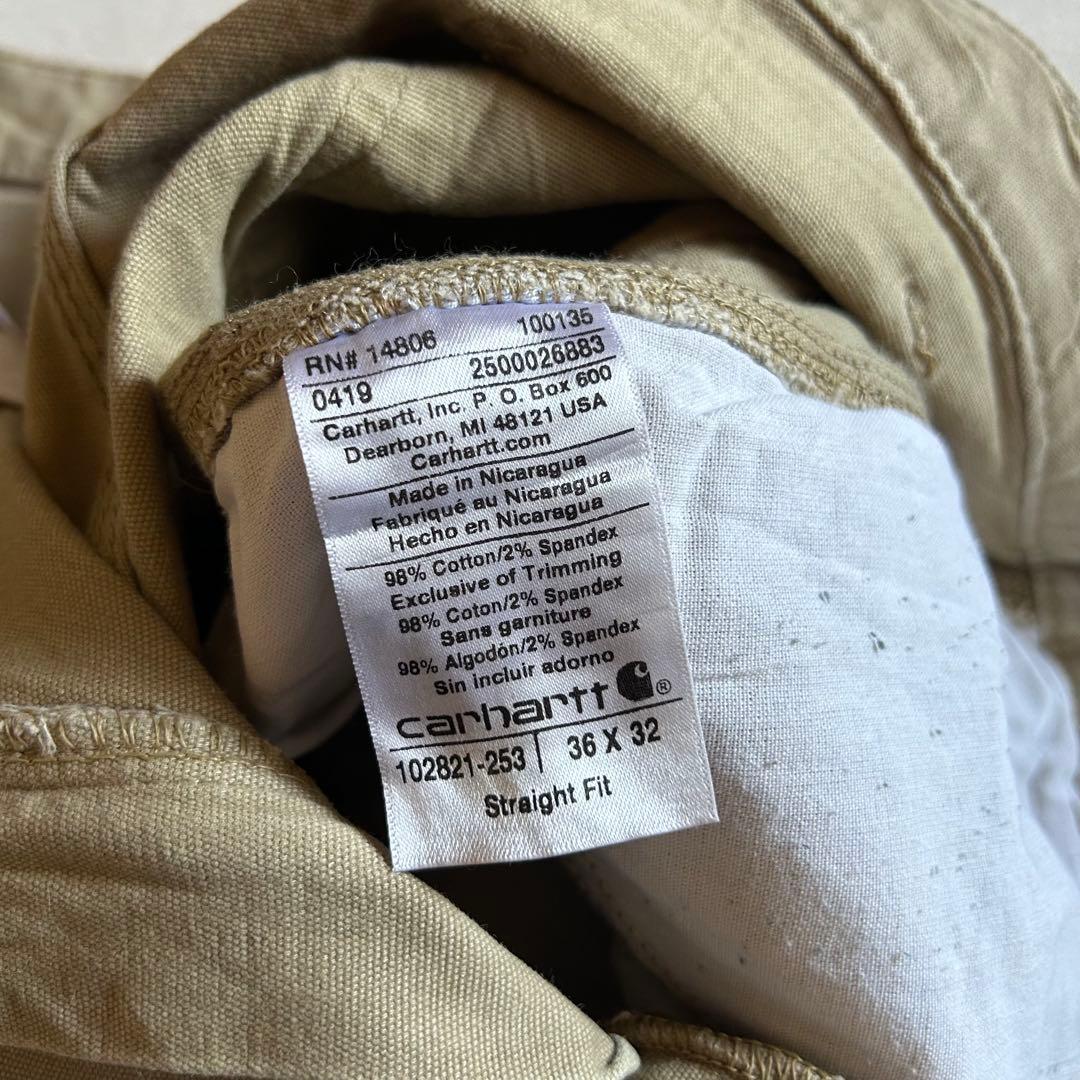 RN# 14806 100135
0419 2500026883
Carhartt, Inc. P. O. Box 600
Dearborn, MI 48121 USA
Carhartt.com
Made in Nicaragua
Fabriqué au Nicaragua
Hecho en Nicaragua
98% Cotton/2% Spandex
Exclusive of Trimming
98% Coton/2% Spandex
Sans garniture
98% Algodón/2% Spandex
Sin incluir adorno
carhartt ®
102821-253 36 X 32
Straight Fit